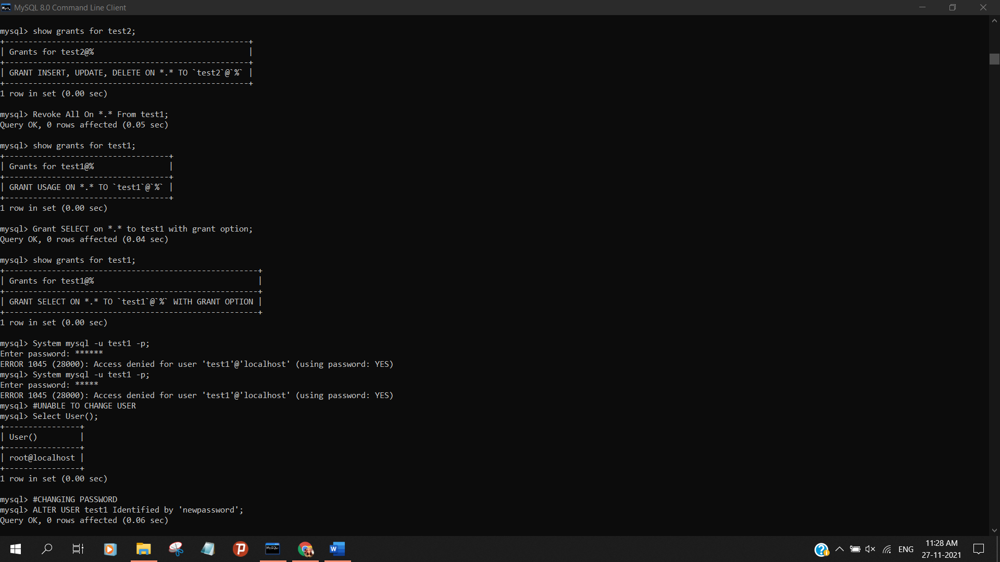 MySQL 8.0 Command Line Client
mysql> show grants for test2;
+----------------------------------------------------+
| Grants for test2@%                                 |
+----------------------------------------------------+
| GRANT INSERT, UPDATE, DELETE ON *.* TO `test2`@`%` |
+----------------------------------------------------+
1 row in set (0.00 sec)
mysql> Revoke All On *.* From test1;
Query OK, 0 rows affected (0.05 sec)
mysql> show grants for test1;
+-----------------------------------+
| Grants for test1@%                |
+-----------------------------------+
| GRANT USAGE ON *.* TO `test1`@`%` |
+-----------------------------------+
1 row in set (0.00 sec)
mysql> Grant SELECT on *.* to test1 with grant option;
Query OK, 0 rows affected (0.04 sec)
mysql> show grants for test1;
+------------------------------------------------------+
| Grants for test1@%                                   |
+------------------------------------------------------+
| GRANT SELECT ON *.* TO `test1`@`%` WITH GRANT OPTION |
+------------------------------------------------------+
1 row in set (0.00 sec)
mysql> System mysql -u test1 -p;
Enter password: ******
ERROR 1045 (28000): Access denied for user 'test1'@'localhost' (using password: YES)
mysql> System mysql -u test1 -p;
Enter password: *****
ERROR 1045 (28000): Access denied for user 'test1'@'localhost' (using password: YES)
mysql> #UNABLE TO CHANGE USER
mysql> Select User();
+----------------+
| User()         |
+----------------+
| root@localhost |
+----------------+
1 row in set (0.00 sec)
mysql> #CHANGING PASSWORD
mysql> ALTER USER test1 Identified by 'newpassword';
Query OK, 0 rows affected (0.06 sec)
ENG
11:28 AM
27-11-2021